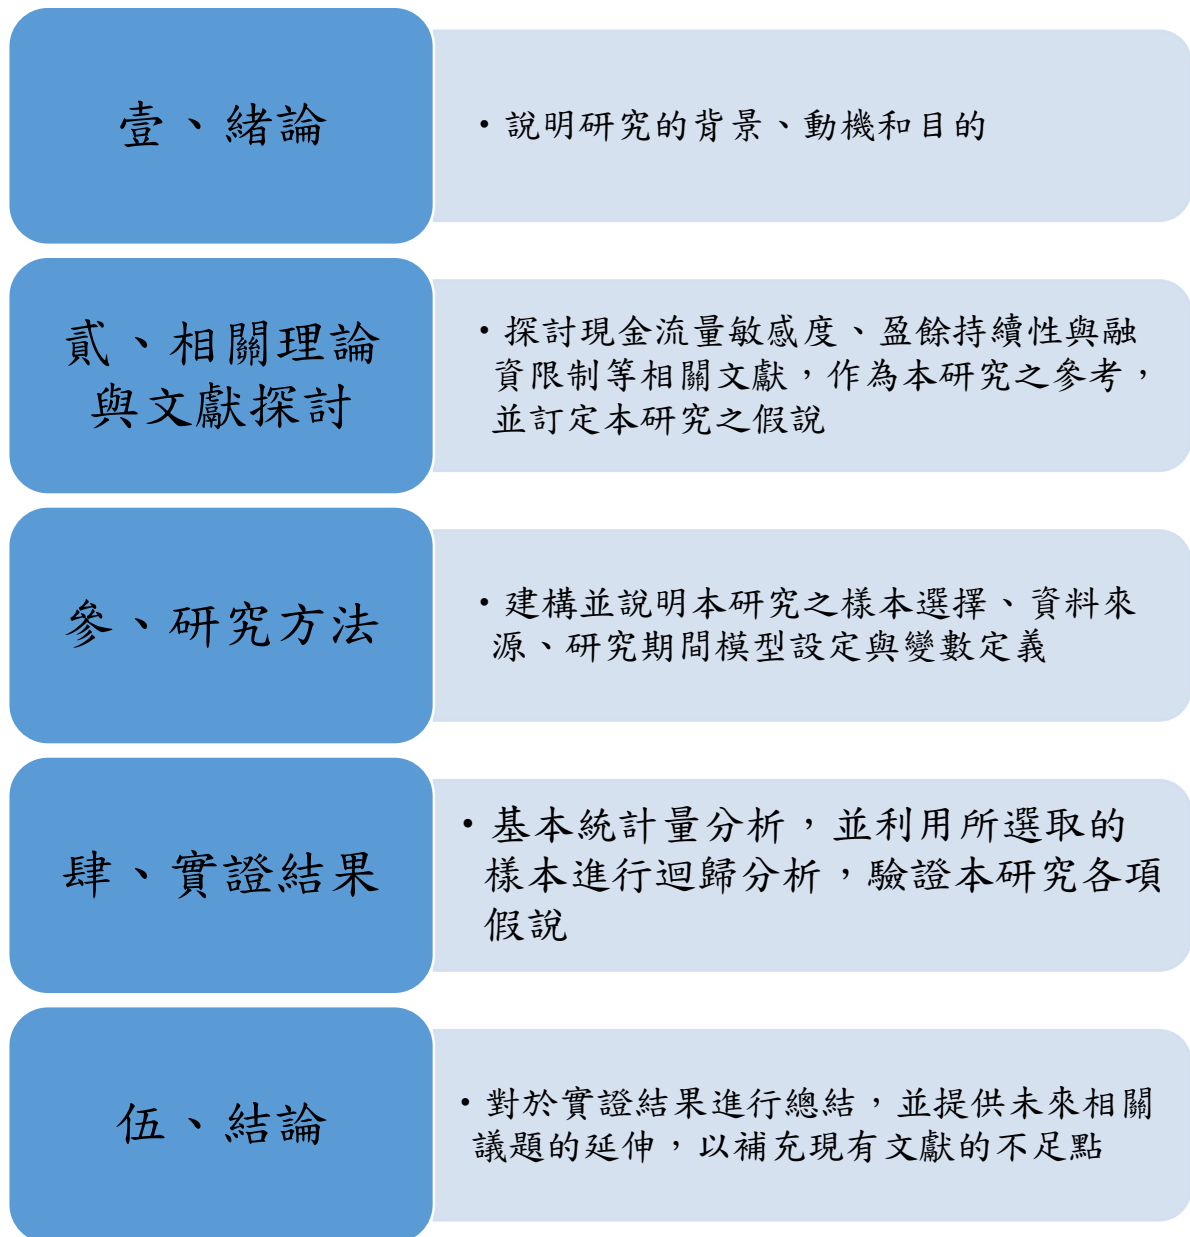 壹、緒論
・說明研究的背景、動機和目的
貳、相關理論
與文獻探討
・探討現金流量敏感度、盈餘持續性與融
資限制等相關文獻，作為本研究之參考，
並訂定本研究之假說
參、研究方法
・建構並說明本研究之樣本選擇、資料來
源、研究期間模型設定與變數定義
肆、實證結果
・基本統計量分析，並利用所選取的
樣本進行迴歸分析，驗證本研究各項
假說
伍、結論
・對於實證結果進行總結，並提供未來相關
議題的延伸，以補充現有文獻的不足點